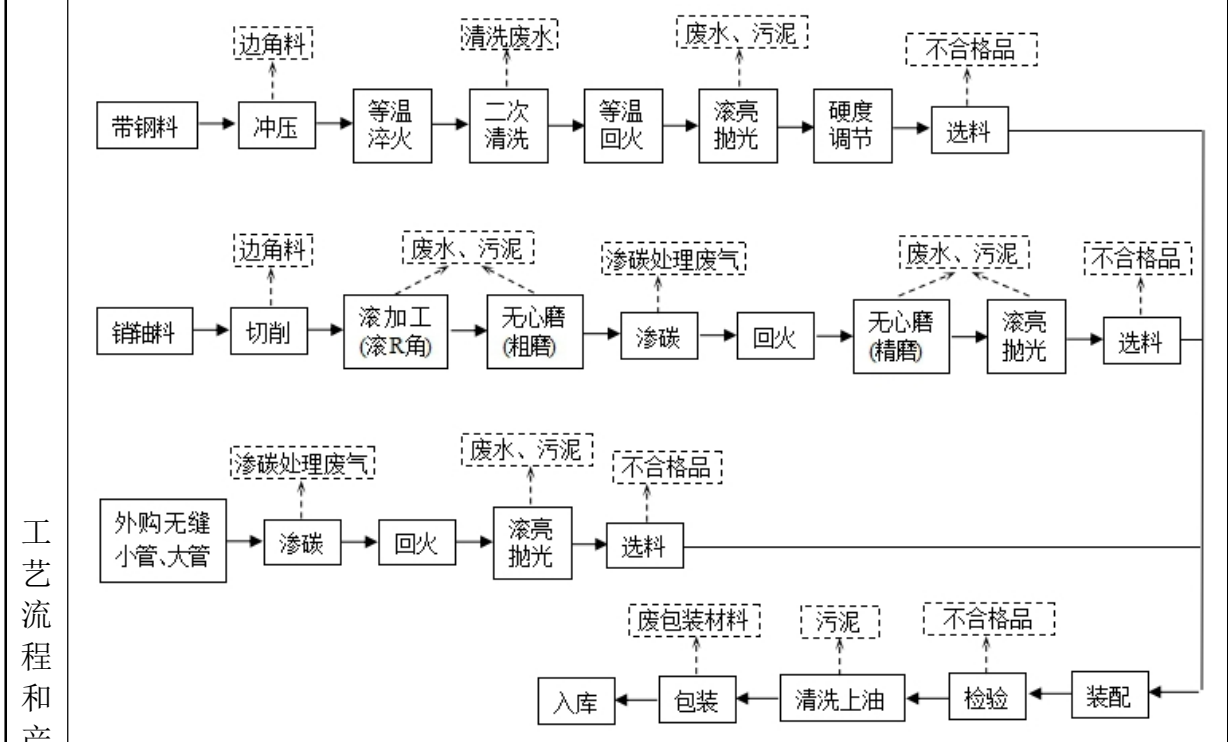 边角料
清洗废水
废水、污泥
不合格品
带钢料
冲压
等温
淬火
二次
清洗
等温
回火
滚亮
抛光
硬度
调节
选料
边角料
废水、污泥
渗碳处理废气
废水、污泥
不合格品
销轴料
切削
滚加工
(滚R角)
无心磨
(粗磨)
渗碳
回火
无心磨
(精磨)
滚亮
抛光
选料
渗碳处理废气
废水、污泥
不合格品
外购无缝
小管、大管
渗碳
回火
滚亮
抛光
选料
废包装材料
污泥
不合格品
入库
包装
清洗上油
检验
装配
工
艺
流
程
和